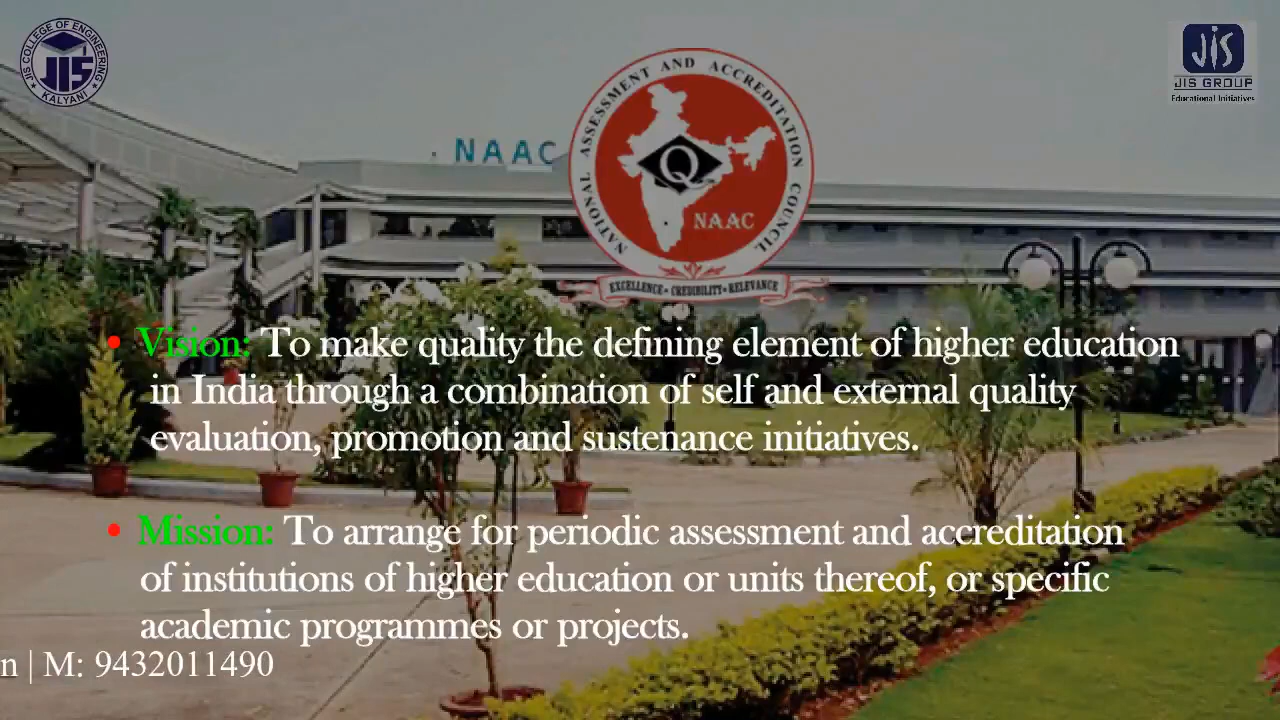 JIS COLLEGE OF ENGINEERING
KALYANI
JIS
JIS
JIS GROUP
Educational Initiatives
NAAC
NATIONAL ASSESSMENT AND ACCREDITATION COUNCIL
Q
NAAC
EXCELLENCE • CREDIBILITY • RELEVANCE
• Vision: To make quality the defining element of higher education
in India through a combination of self and external quality
evaluation, promotion and sustenance initiatives.
• Mission: To arrange for periodic assessment and accreditation
of institutions of higher education or units thereof, or specific
academic programmes or projects.
n | M: 9432011490